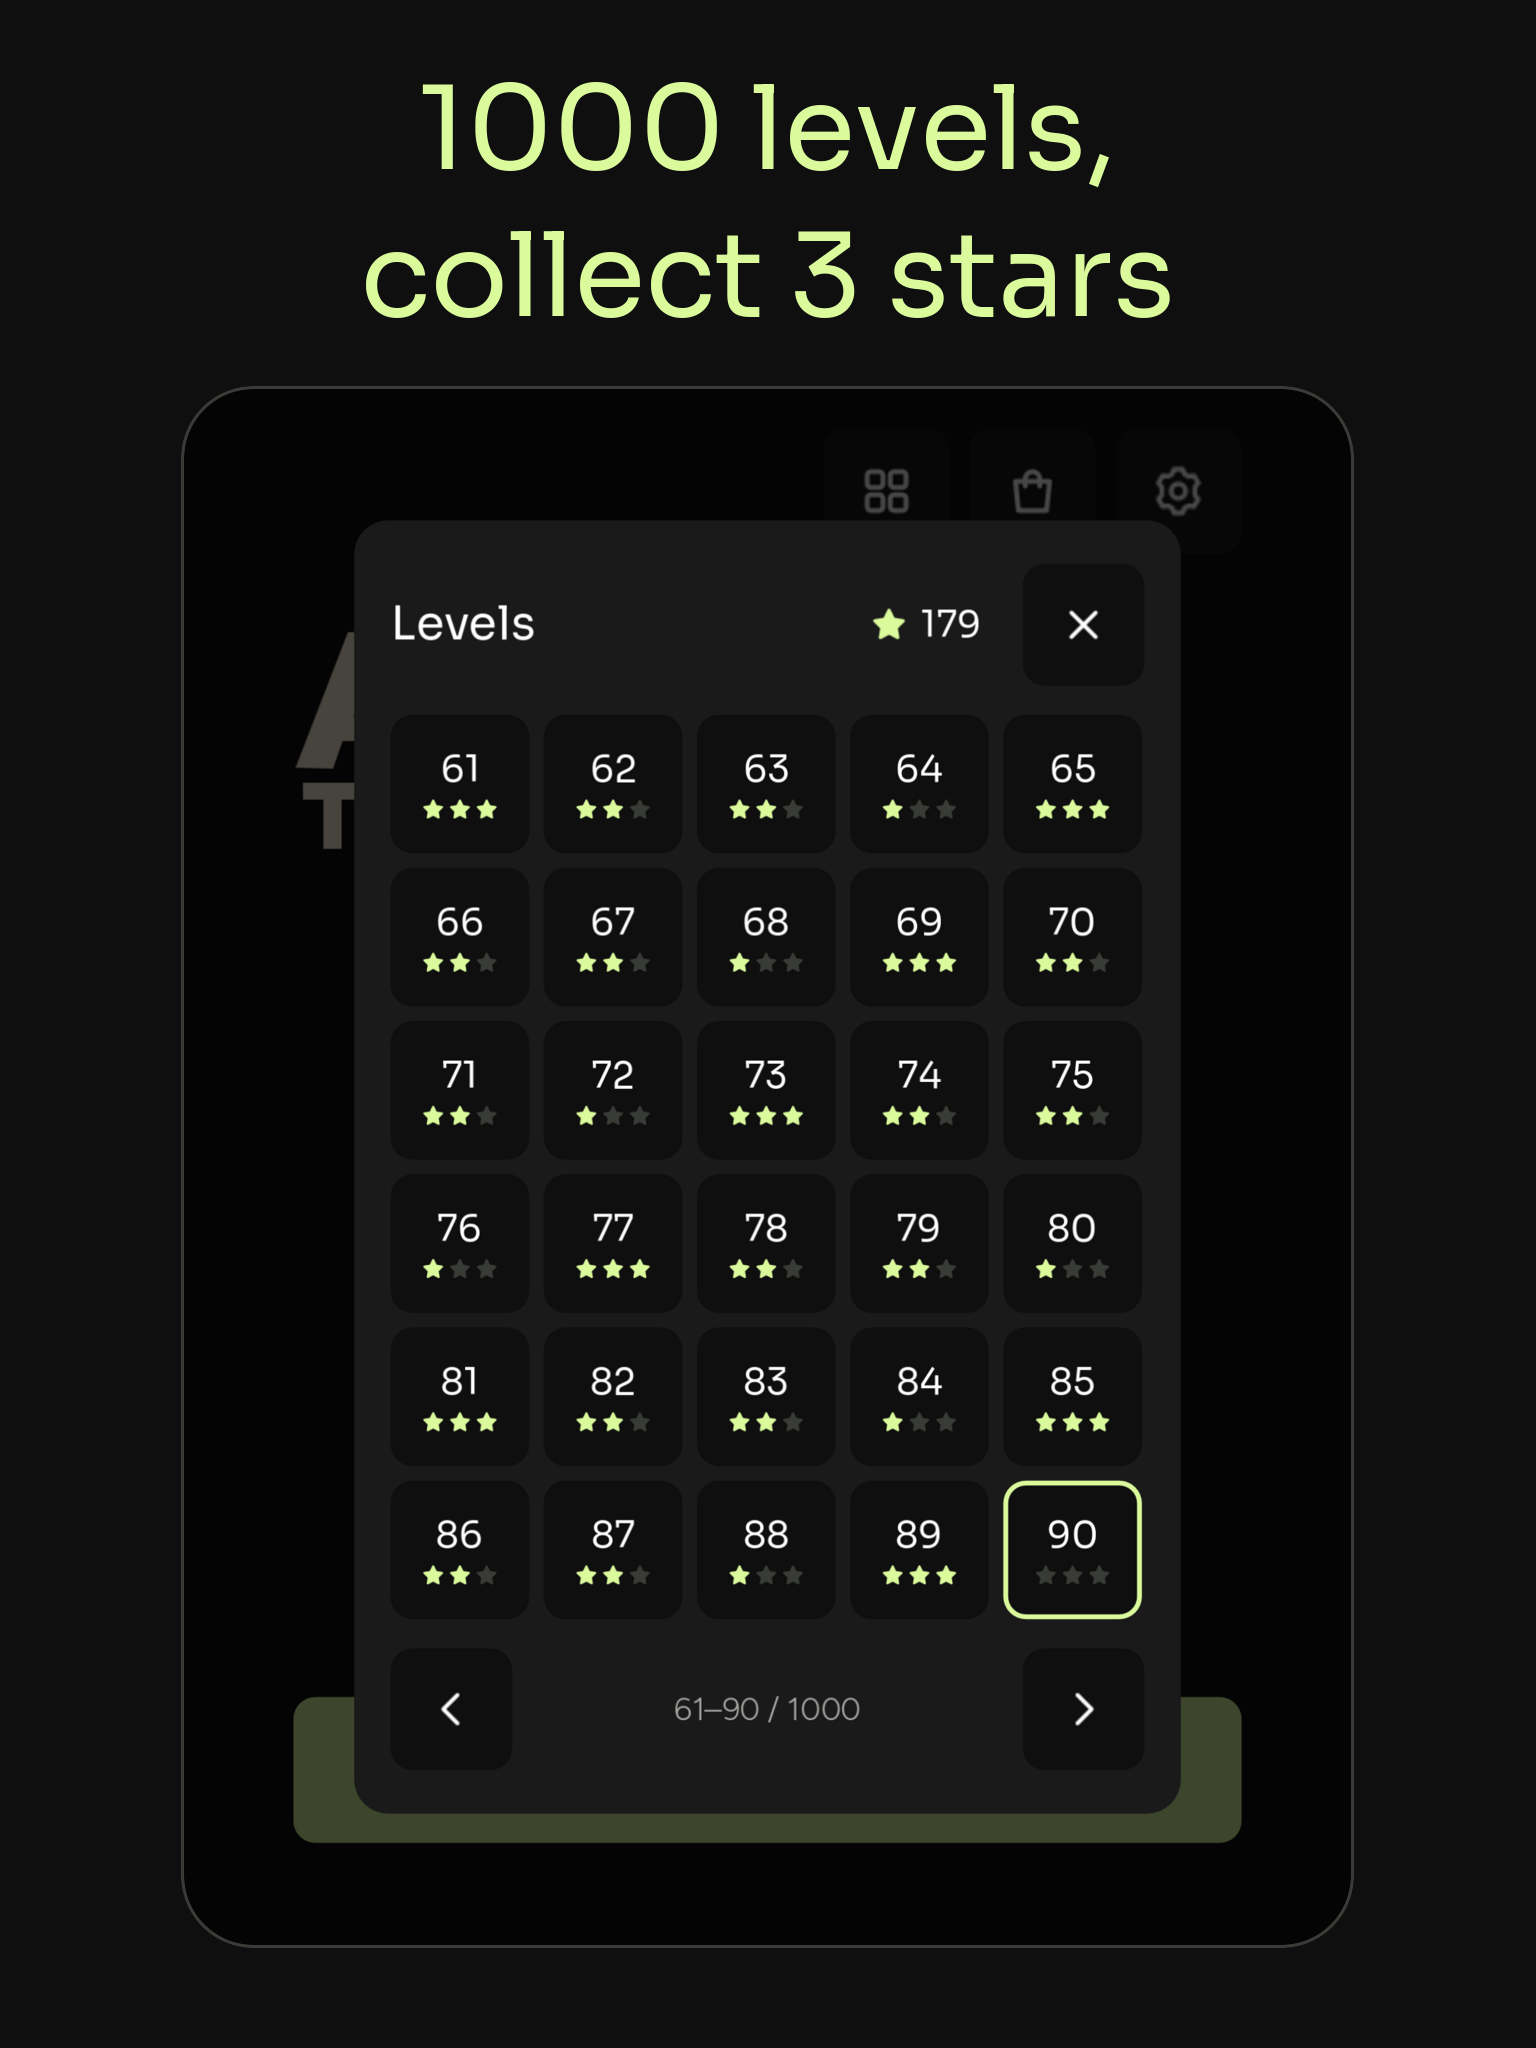 1000 levels,
collect 3 stars
Levels 179
A
T
61 62 63 64 65
66 67 68 69 70
71 72 73 74 75
76 77 78 79 80
81 82 83 84 85
86 87 88 89 90
61–90 / 1000